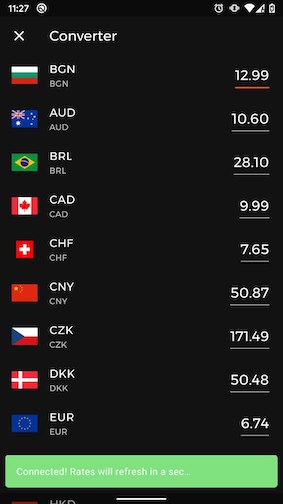 11:27
Converter
BGN
BGN
12.99
AUD
AUD
10.60
BRL
BRL
28.10
CAD
CAD
9.99
CHF
CHF
7.65
CNY
CNY
50.87
CZK
CZK
171.49
DKK
DKK
50.48
EUR
EUR
6.74
Connected! Rates will refresh in a sec...
HKD